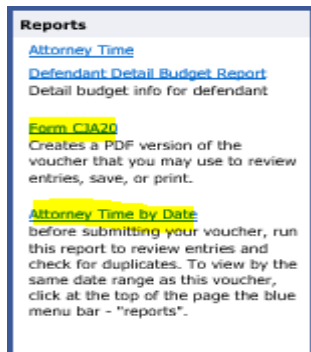 Reports
Attorney Time
Defendant Detail Budget Report
Detail budget info for defendant
Form CJA20
Creates a PDF version of the
voucher that you may use to review
entries, save, or print.
Attorney Time by Date
before submitting your voucher, run
this report to review entries and
check for duplicates. To view by the
same date range as this voucher,
click at the top of the page the blue
menu bar - "reports".